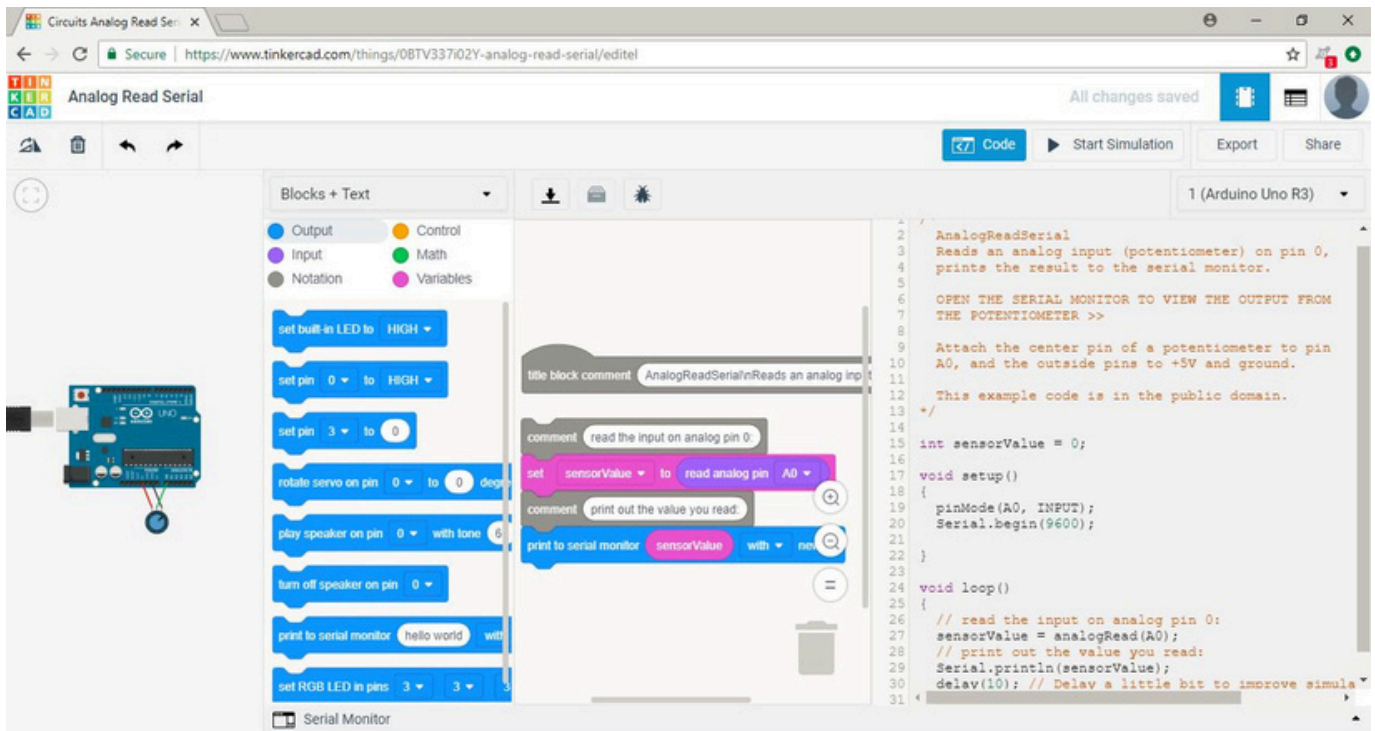 Circuits Analog Read Ser
Secure | https://www.tinkercad.com/things/0BTV337i02Y-analog-read-serial/editel
3
TIN
KER
CAD
Analog Read Serial
All changes saved
Code
Start Simulation
Export
Share
Blocks + Text
1 (Arduino Uno R3)
Output
Control
Input
Math
Notation
Variables
set built-in LED to HIGH
set pin 0 to HIGH
set pin 3 to 0
rotate servo on pin 0 to 0 degr
play speaker on pin 0 with tone 6
turn off speaker on pin 0
print to serial monitor hello world with
set RGB LED in pins 3 3 3
Serial Monitor
UNO
title block comment AnalogReadSerial\nReads an analog inp
comment read the input on analog pin 0:
set sensorValue to read analog pin A0
comment print out the value you read:
print to serial monitor sensorValue with
1 /
2 AnalogReadSerial
3 Reads an analog input (potentiometer) on pin 0,
4 prints the result to the serial monitor.
5
6 OPEN THE SERIAL MONITOR TO VIEW THE OUTPUT FROM
7 THE POTENTIOMETER >>
8
9 Attach the center pin of a potentiometer to pin
10 A0, and the outside pins to +5V and ground.
11
12 This example code is in the public domain.
13 */
14
15 int sensorValue = 0;
16
17 void setup()
18 {
19 pinMode(A0, INPUT);
20 Serial.begin(9600);
21
22 }
23
24 void loop()
25 {
26 // read the input on analog pin 0:
27 sensorValue = analogRead(A0);
28 // print out the value you read:
29 Serial.println(sensorValue);
30 delay(10); // Delay a little bit to improve simula
31